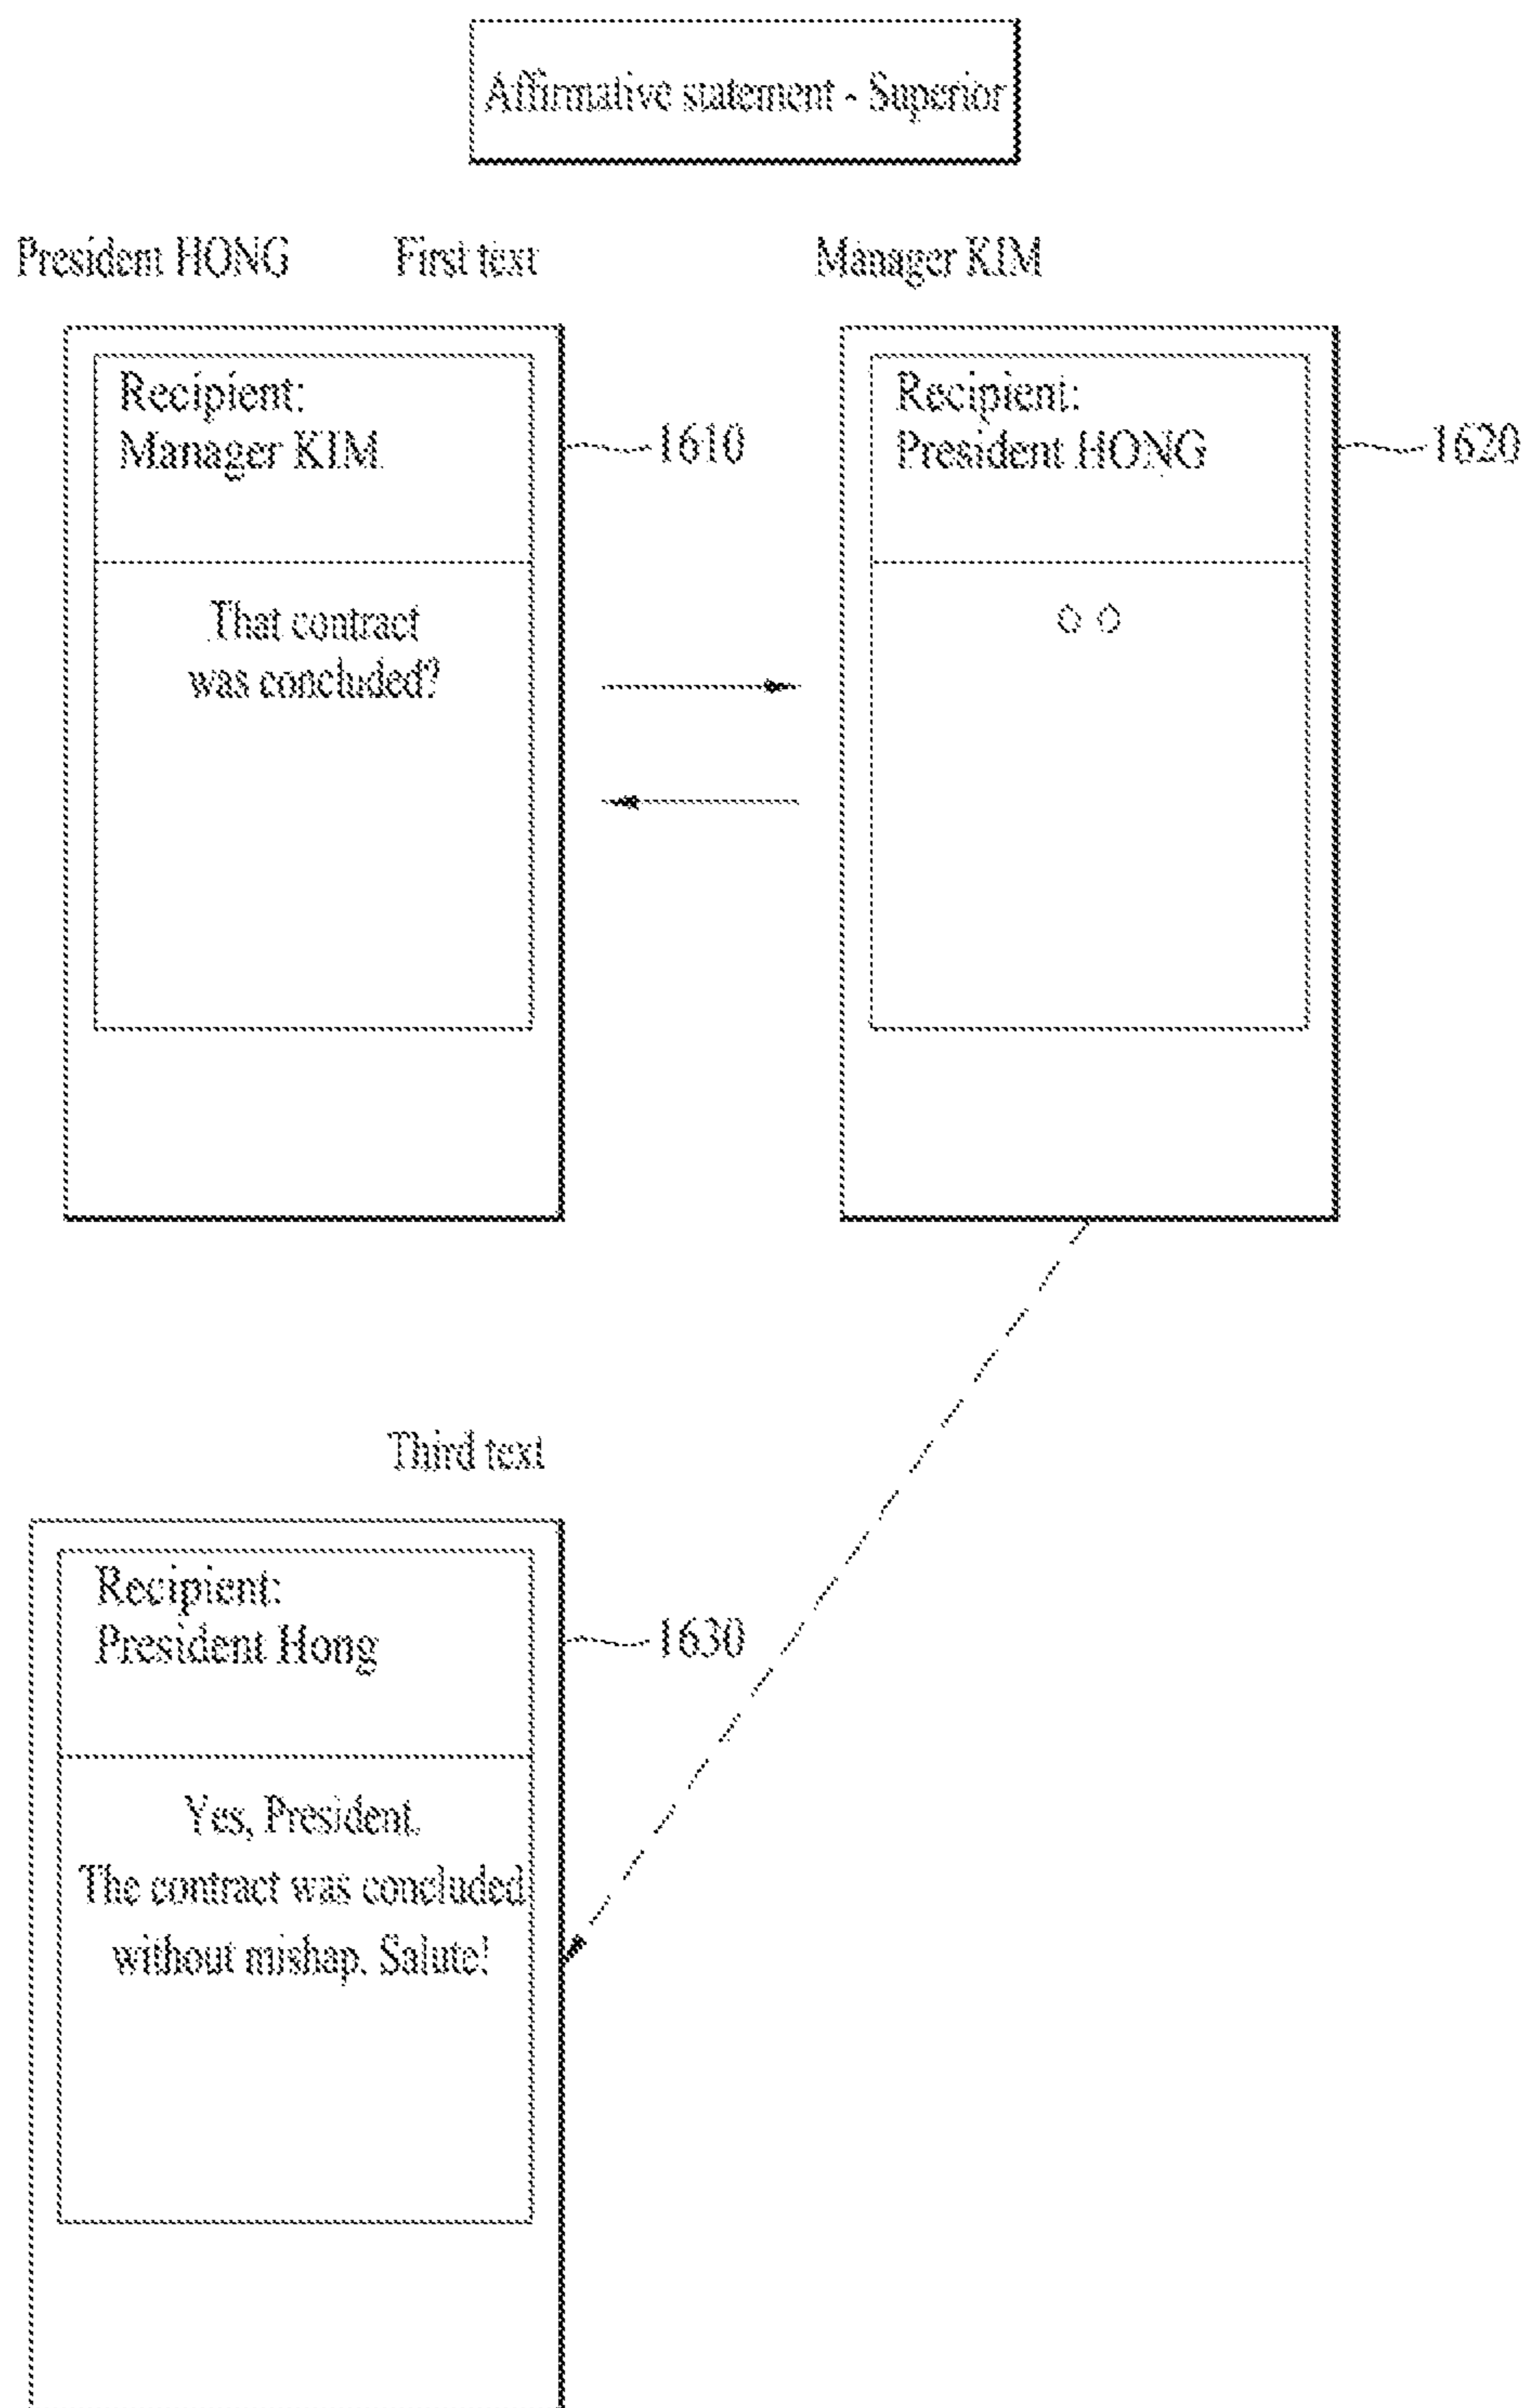 Affirmative statement - Superior
President HONG First text Manager KIM
Recipient:
Manager KIM
1610
Recipient:
President HONG
1620
That contract
was concluded?
○ ○
Third text
Recipient:
President Hong
1630
Yes, President.
The contract was concluded
without mishap. Salute!